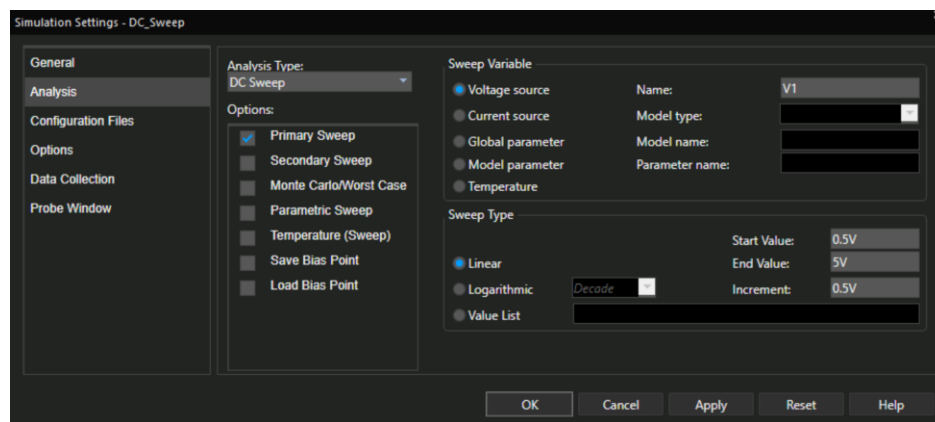 Simulation Settings - DC_Sweep
General
Analysis
Configuration Files
Options
Data Collection
Probe Window
Analysis Type:
DC Sweep
Options:
Primary Sweep
Secondary Sweep
Monte Carlo/Worst Case
Parametric Sweep
Temperature (Sweep)
Save Bias Point
Load Bias Point
Sweep Variable
Voltage source
Current source
Global parameter
Model parameter
Temperature
Name: V1
Model type:
Model name:
Parameter name:
Sweep Type
Linear
Logarithmic Decade
Value List
Start Value: 0.5V
End Value: 5V
Increment: 0.5V
OK Cancel Apply Reset Help